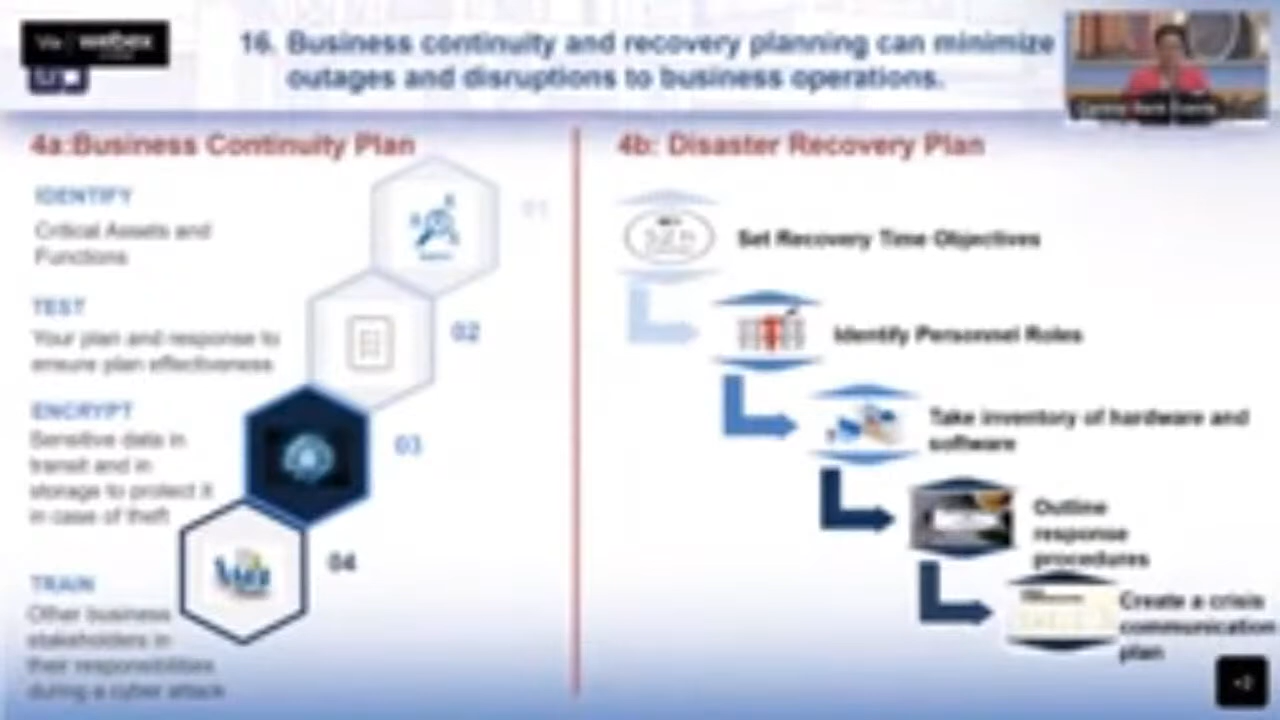 Via webex
16. Business continuity and recovery planning can minimize
outages and disruptions to business operations.
4a:Business Continuity Plan
IDENTIFY
Critical Assets and
Functions
01
TEST
Your plan and response to
ensure plan effectiveness
02
ENCRYPT
Sensitive data in
transit and in
storage to protect it
in case of theft
03
TRAIN
Other business
stakeholders in
their responsibilities
during a cyber attack
04
4b: Disaster Recovery Plan
Set Recovery Time Objectives
Identify Personnel Roles
Take inventory of hardware and
software
Outline
response
procedures
Create a crisis
communication
plan